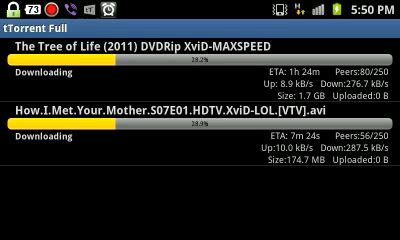 73 tT 5:50 PM
tTorrent Full
The Tree of Life (2011) DVDRip XviD-MAXSPEED
28.2%
Downloading ETA: 1h 24m Peers:80/250
Up: 8.9 kB/s Down:276.7 kB/s
Size: 1.7 GB Uploaded:0 B
How.I.Met.Your.Mother.S07E01.HDTV.XviD-LOL.[VTV].avi
28.9%
Downloading ETA: 7m 24s Peers:56/250
Up:10.0 kB/s Down:287.5 kB/s
Size:174.7 MB Uploaded:0 B